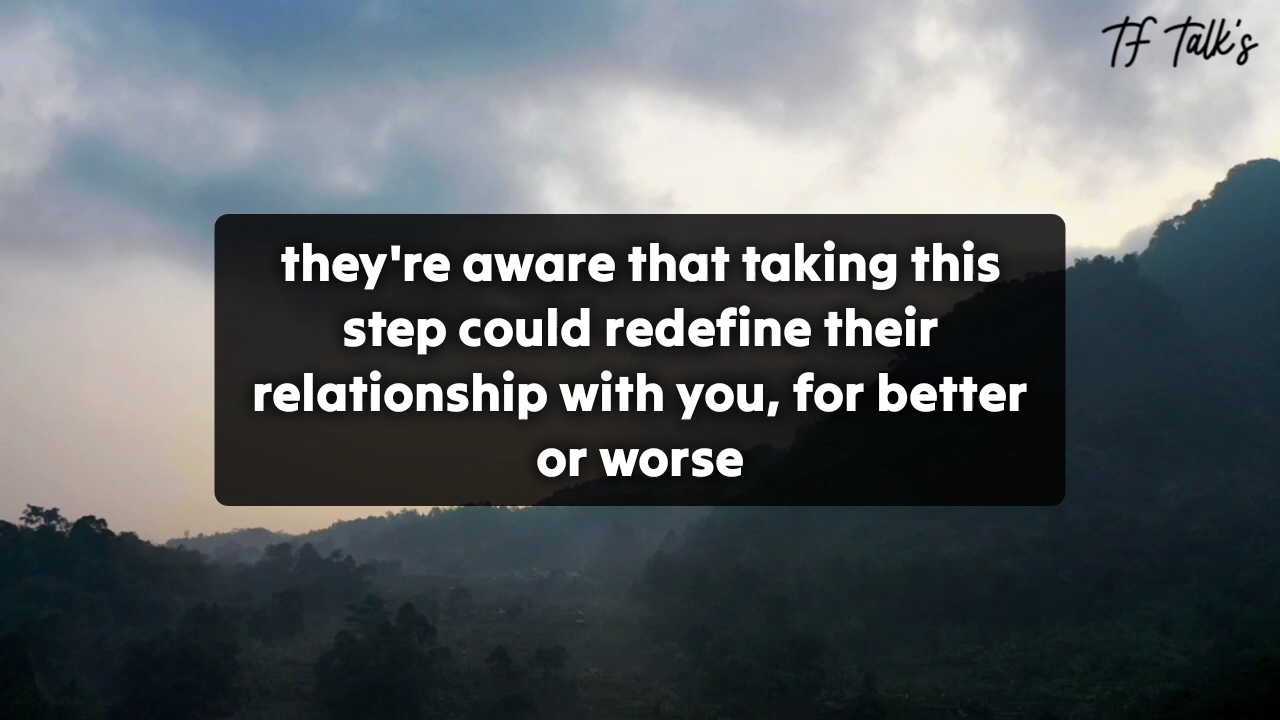 TF Talk's
they're aware that taking this
step could redefine their
relationship with you, for better
or worse